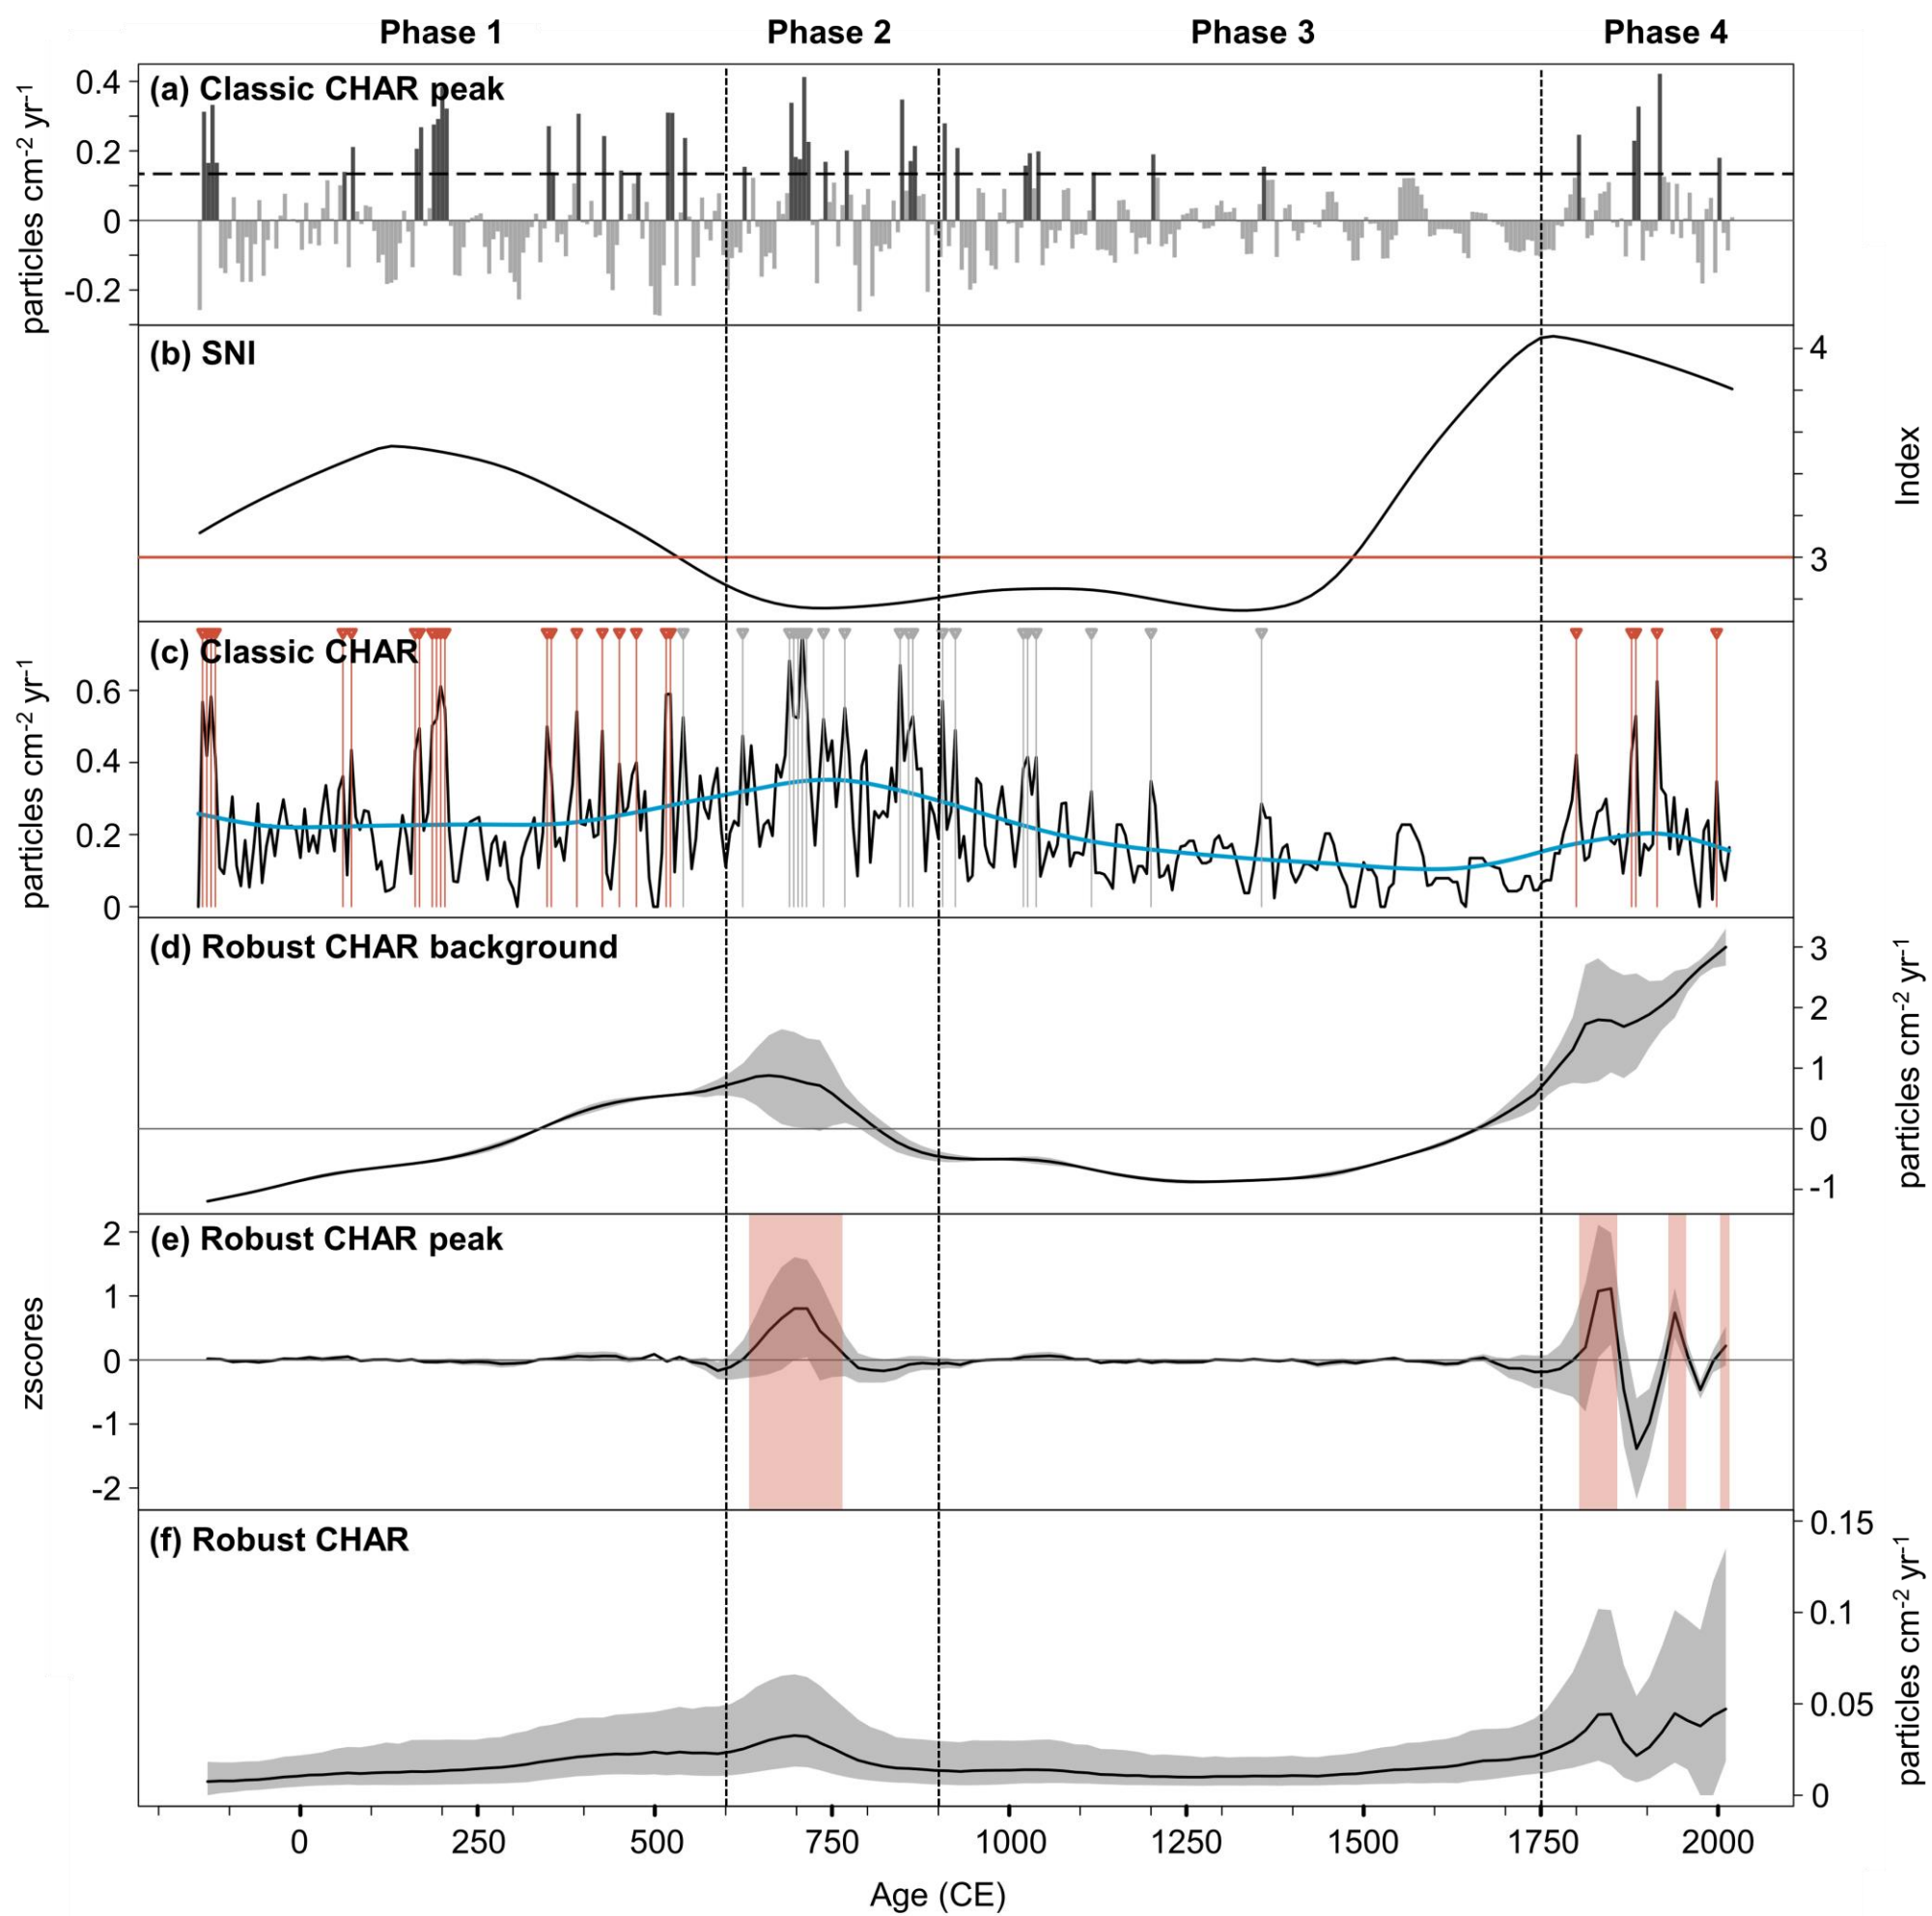 Phase 1 Phase 2 Phase 3 Phase 4
(a) Classic CHAR peak
particles cm-2 yr-1
0.4
0.2
0
-0.2
(b) SNI
4
3
Index
(c) Classic CHAR
particles cm-2 yr-1
0.6
0.4
0.2
0
(d) Robust CHAR background
3
2
1
0
-1
particles cm-2 yr-1
(e) Robust CHAR peak
zscores
2
1
0
-1
-2
(f) Robust CHAR
0.15
0.1
0.05
0
particles cm-2 yr-1
0 250 500 750 1000 1250 1500 1750 2000
Age (CE)